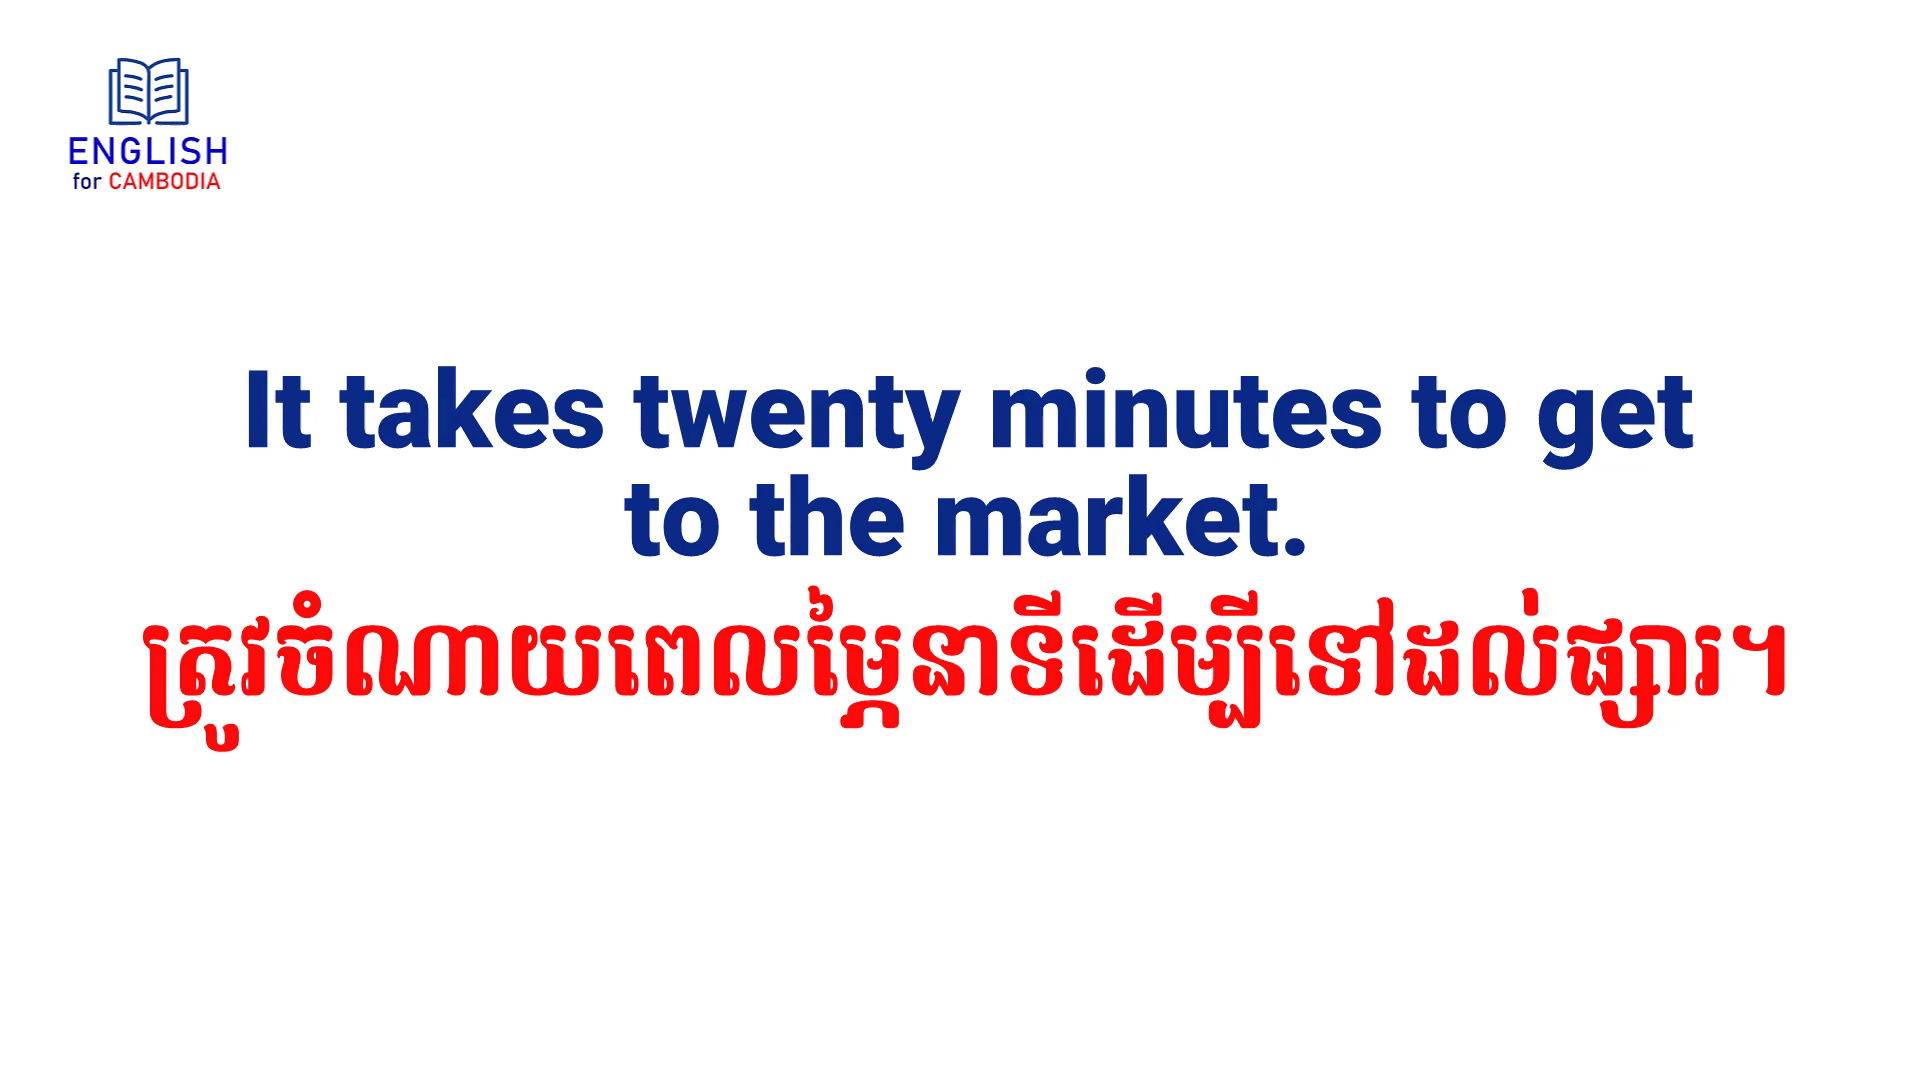 ENGLISH
for CAMBODIA
It takes twenty minutes to get
to the market.
ត្រូវចំណាយពេលម្ភៃនាទីដើម្បីទៅដល់ផ្សារ។